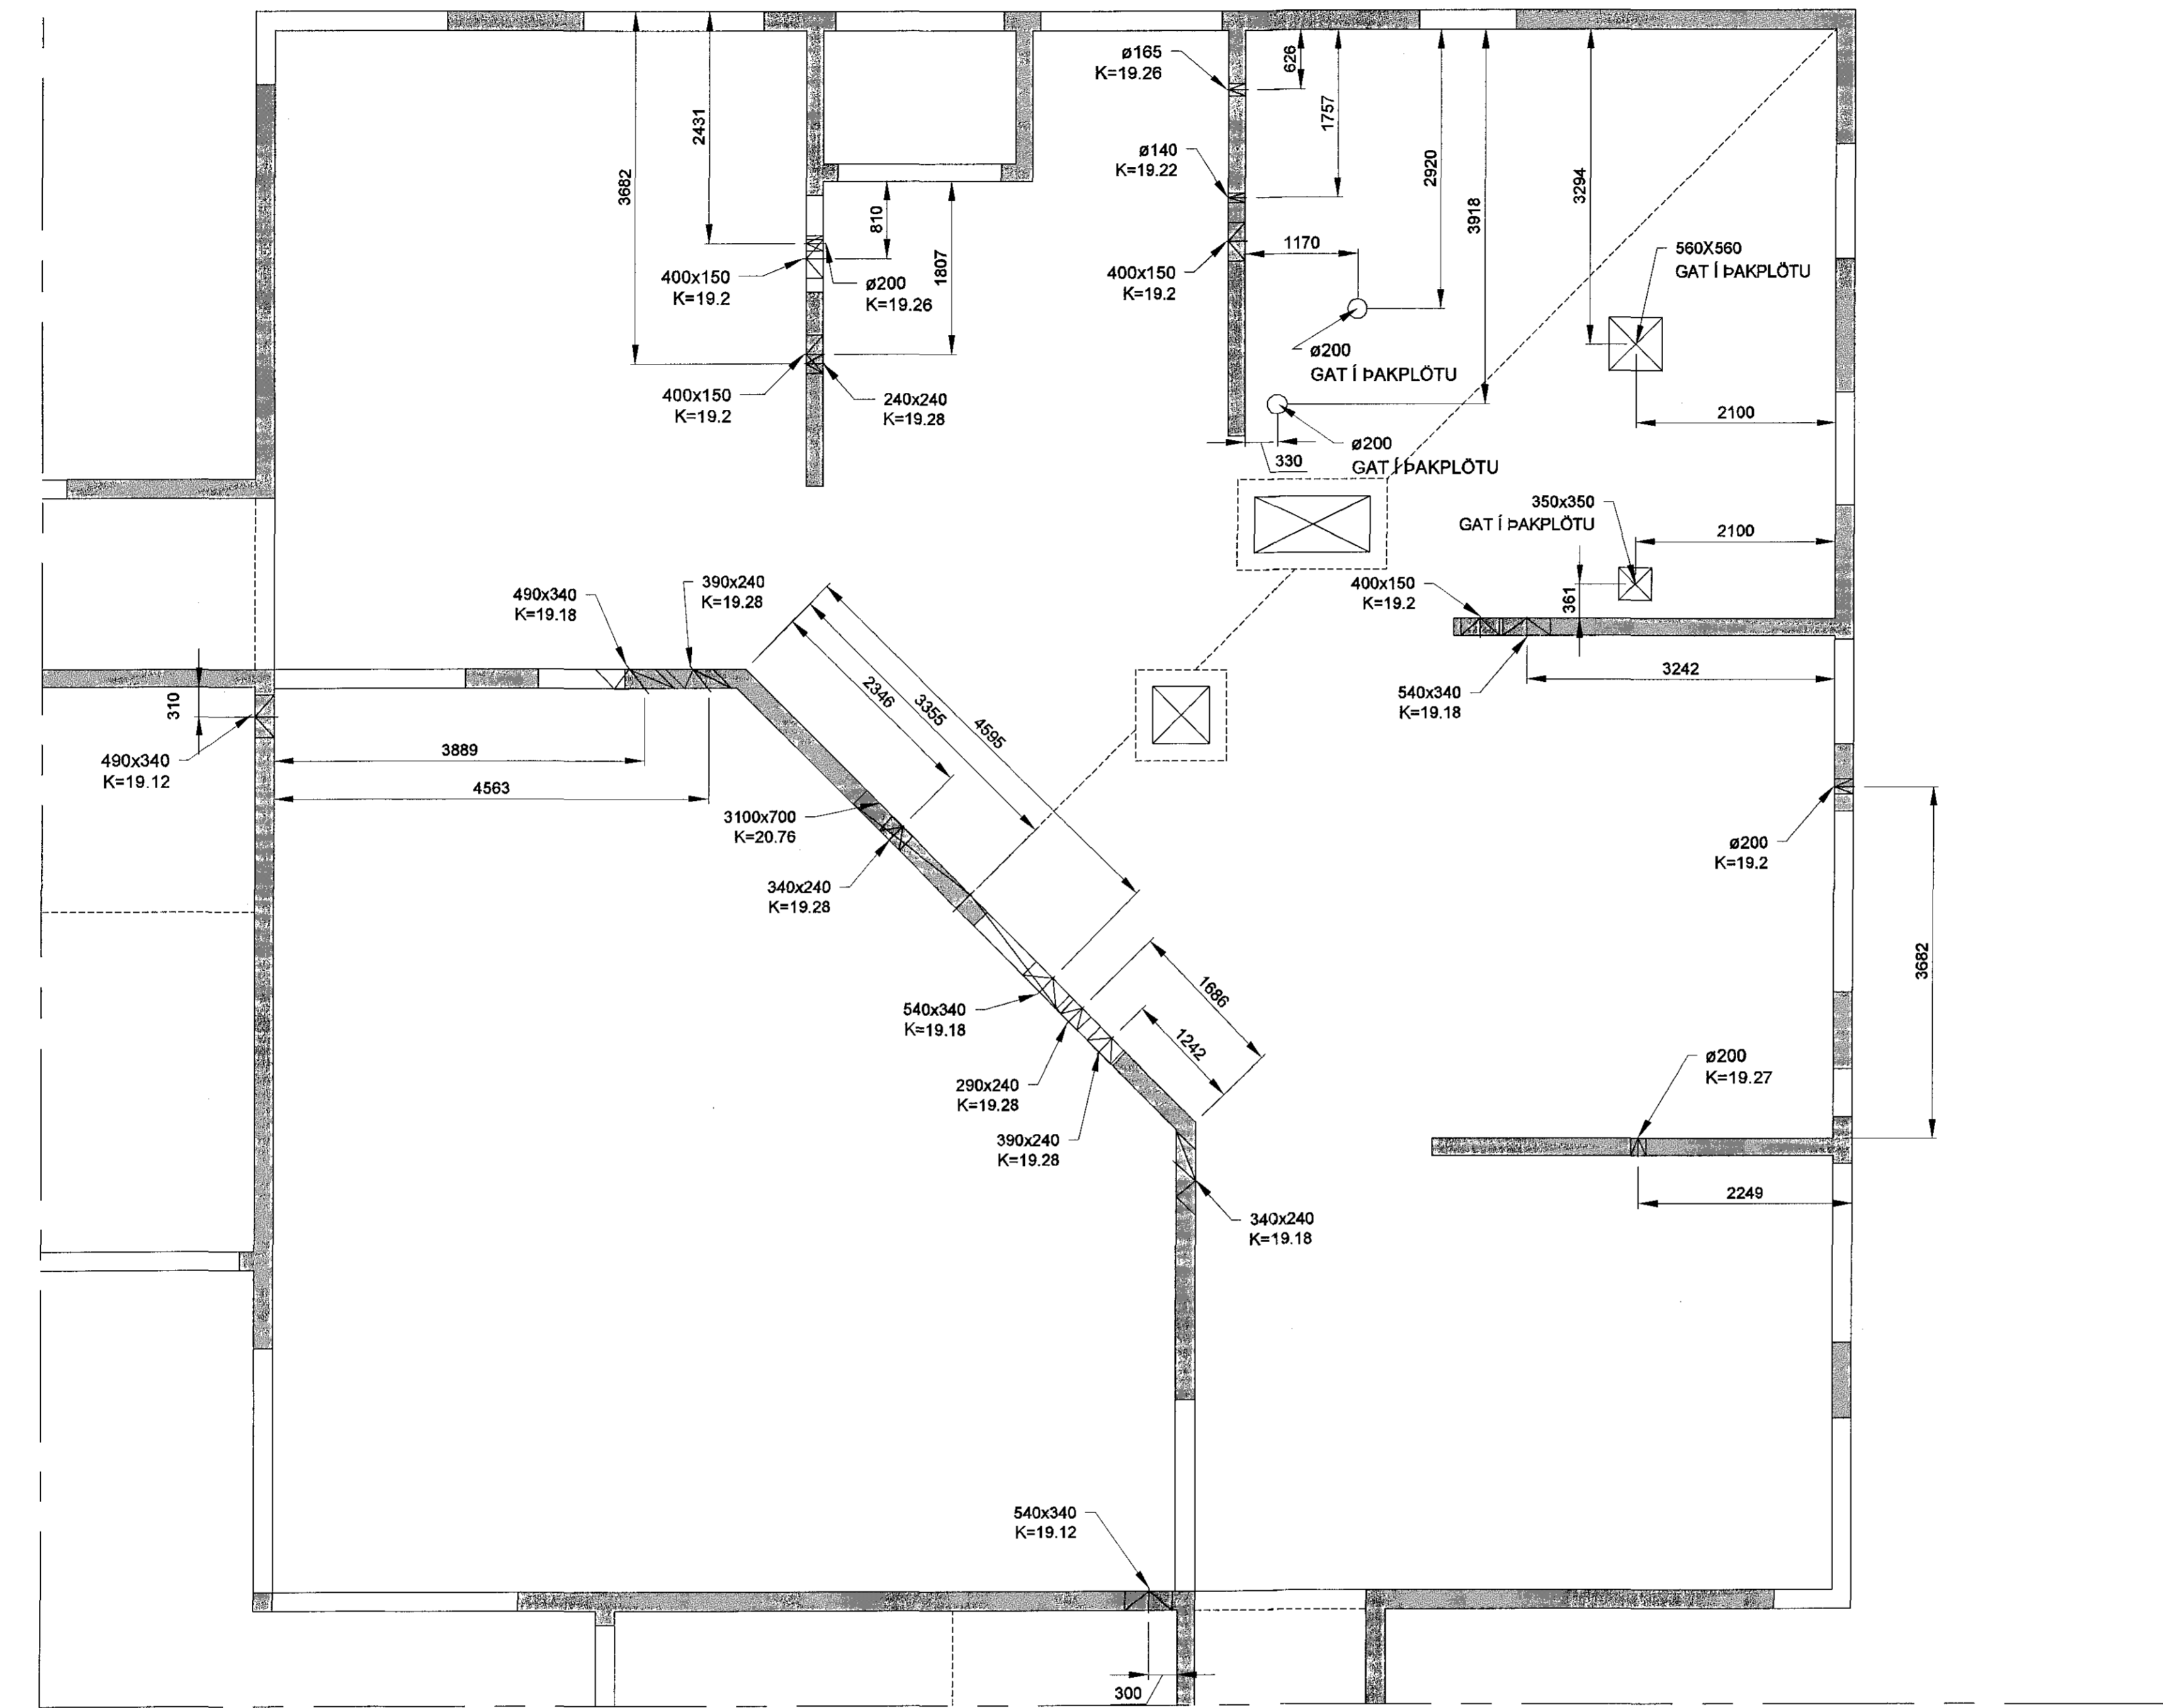 ø165
K=19.26
626
2431
1757
ø140
K=19.22
3682
2920
3918
3294
810
1807
1170
560X560
GAT Í ÞAKPLÖTU
400x150
K=19.2
ø200
K=19.26
400x150
K=19.2
ø200
GAT Í ÞAKPLÖTU
400x150
K=19.2
240x240
K=19.28
2100
ø200
GAT Í ÞAKPLÖTU
330
350x350
GAT Í ÞAKPLÖTU
2100
490x340
K=19.18
390x240
K=19.28
400x150
K=19.2
361
310
2346
3355
4595
3242
540x340
K=19.18
490x340
K=19.12
3889
4563
3100x700
K=20.76
ø200
K=19.2
340x240
K=19.28
3682
540x340
K=19.18
1686
1242
290x240
K=19.28
ø200
K=19.27
390x240
K=19.28
2249
340x240
K=19.18
540x340
K=19.12
300